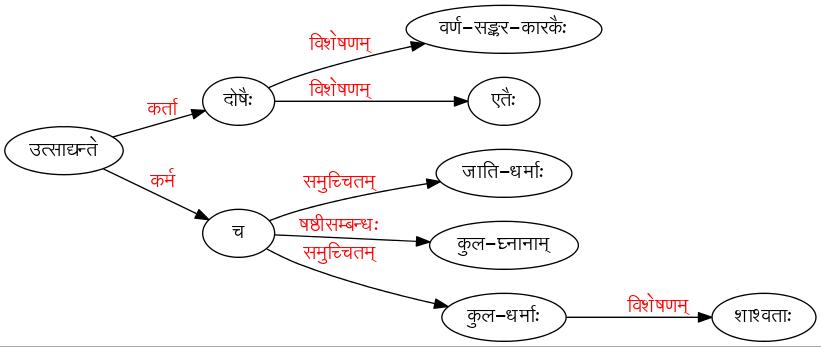 वर्ण-सङ्कर-कारकैः
विशेषणम्
दोषैः
विशेषणम्
एतैः
कर्ता
उत्साद्यन्ते
कर्म
समुच्चितम्
जाति-धर्माः
च
षष्ठीसम्बन्धः
कुल-घ्नानाम्
समुच्चितम्
कुल-धर्माः
विशेषणम्
शाश्वताः